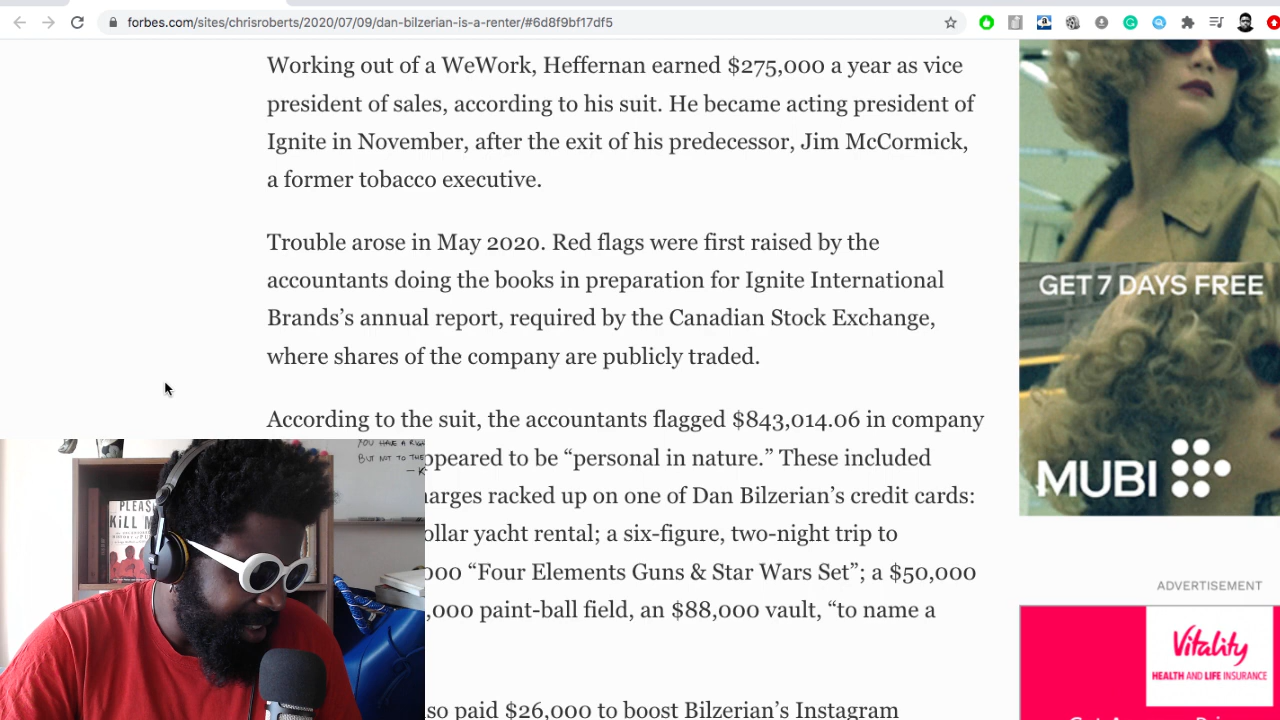 forbes.com/sites/chrisroberts/2020/07/09/dan-bilzerian-is-a-renter/#6d8f9bf17df5
Working out of a WeWork, Heffernan earned $275,000 a year as vice
president of sales, according to his suit. He became acting president of
Ignite in November, after the exit of his predecessor, Jim McCormick,
a former tobacco executive.
Trouble arose in May 2020. Red flags were first raised by the
accountants doing the books in preparation for Ignite International
Brands’s annual report, required by the Canadian Stock Exchange,
where shares of the company are publicly traded.
According to the suit, the accountants flagged $843,014.06 in company
ppeared to be “personal in nature.” These included
harges racked up on one of Dan Bilzerian’s credit cards:
ollar yacht rental; a six-figure, two-night trip to
000 “Four Elements Guns & Star Wars Set”; a $50,000
,000 paint-ball field, an $88,000 vault, “to name a
so paid $26,000 to boost Bilzerian’s Instagram
GET 7 DAYS FREE
MUBI
ADVERTISEMENT
Vitality
HEALTH AND LIFE INSURANCE
YOU HAVE A
BUT NOT TO THE
PLEASE
KILL M